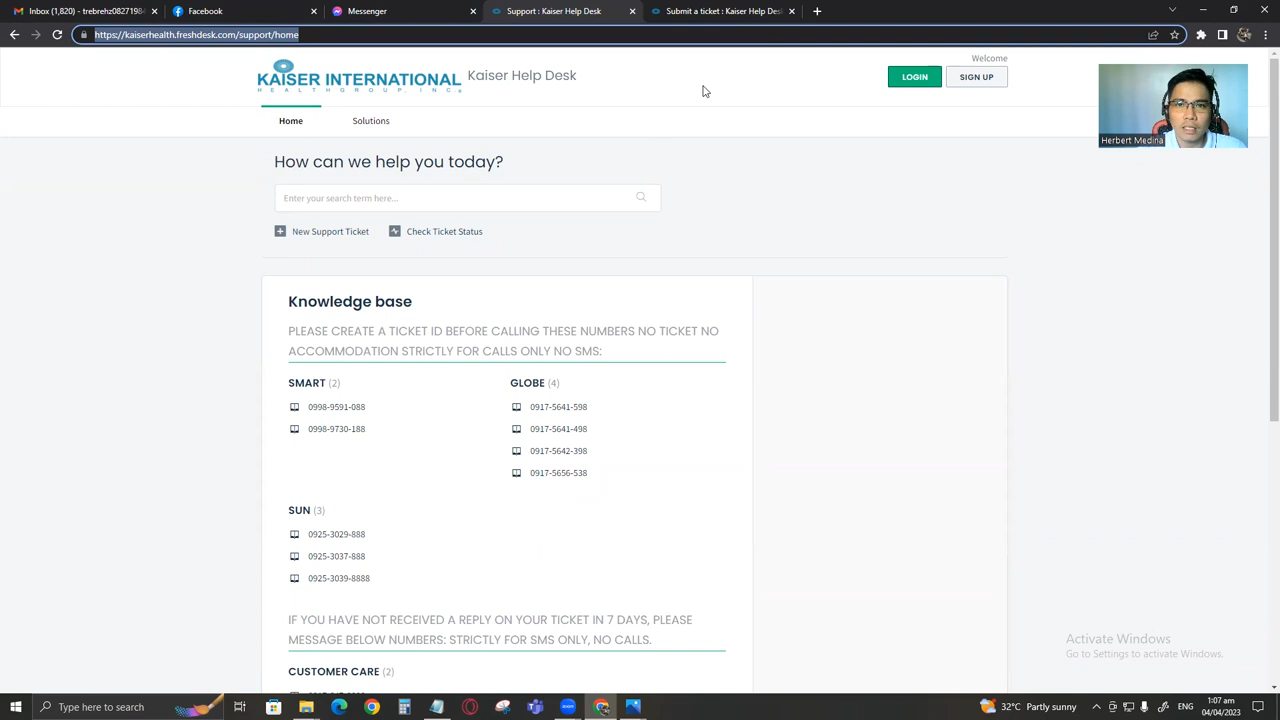 Inbox (1,820) - trerehz0827198
Facebook
Support : Kaiser Help Desk
Submit a ticket : Kaiser Help Des
https://kaiserhealth.freshdesk.com/support/home
KAISER INTERNATIONAL
HEALTHGROUP, INC.
Kaiser Help Desk
Welcome
LOGIN
SIGN UP
Herbert Medina
Home
Solutions
How can we help you today?
Enter your search term here...
New Support Ticket
Check Ticket Status
Knowledge base
PLEASE CREATE A TICKET ID BEFORE CALLING THESE NUMBERS NO TICKET NO
ACCOMMODATION STRICTLY FOR CALLS ONLY NO SMS:
SMART (2)
0998-9591-088
0998-9730-188
GLOBE (4)
0917-5641-598
0917-5641-498
0917-5642-398
0917-5656-538
SUN (3)
0925-3029-888
0925-3037-888
0925-3039-8888
IF YOU HAVE NOT RECEIVED A REPLY ON YOUR TICKET IN 7 DAYS, PLEASE
MESSAGE BELOW NUMBERS: STRICTLY FOR SMS ONLY, NO CALLS.
CUSTOMER CARE (2)
Activate Windows
Go to Settings to activate Windows.
Type here to search
32°C Partly sunny
ENG
1:07 am
04/04/2023